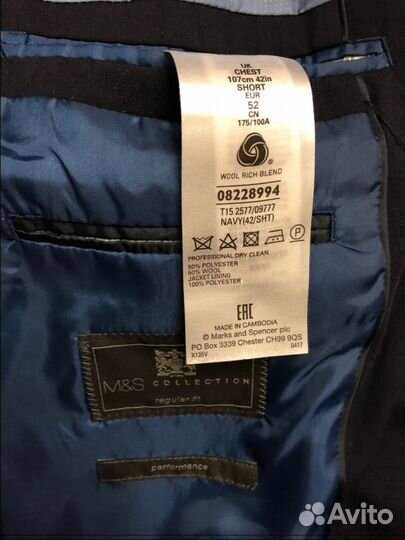 UK
CHEST
107cm 42in
SHORT
EUR
52
CN
175/100A
WOOL RICH BLEND
08228994
T15 2577/09777
NAVY(42/SHT)
P
PROFESSIONAL DRY CLEAN
50% POLYESTER
50% WOOL
JACKET LINING
100% POLYESTER
EAC
MADE IN CAMBODIA
© Marks and Spencer plc
PO Box 3339 Chester CH99 9QS
X135V 0417
M&S COLLECTION
regular fit
performance
Avito